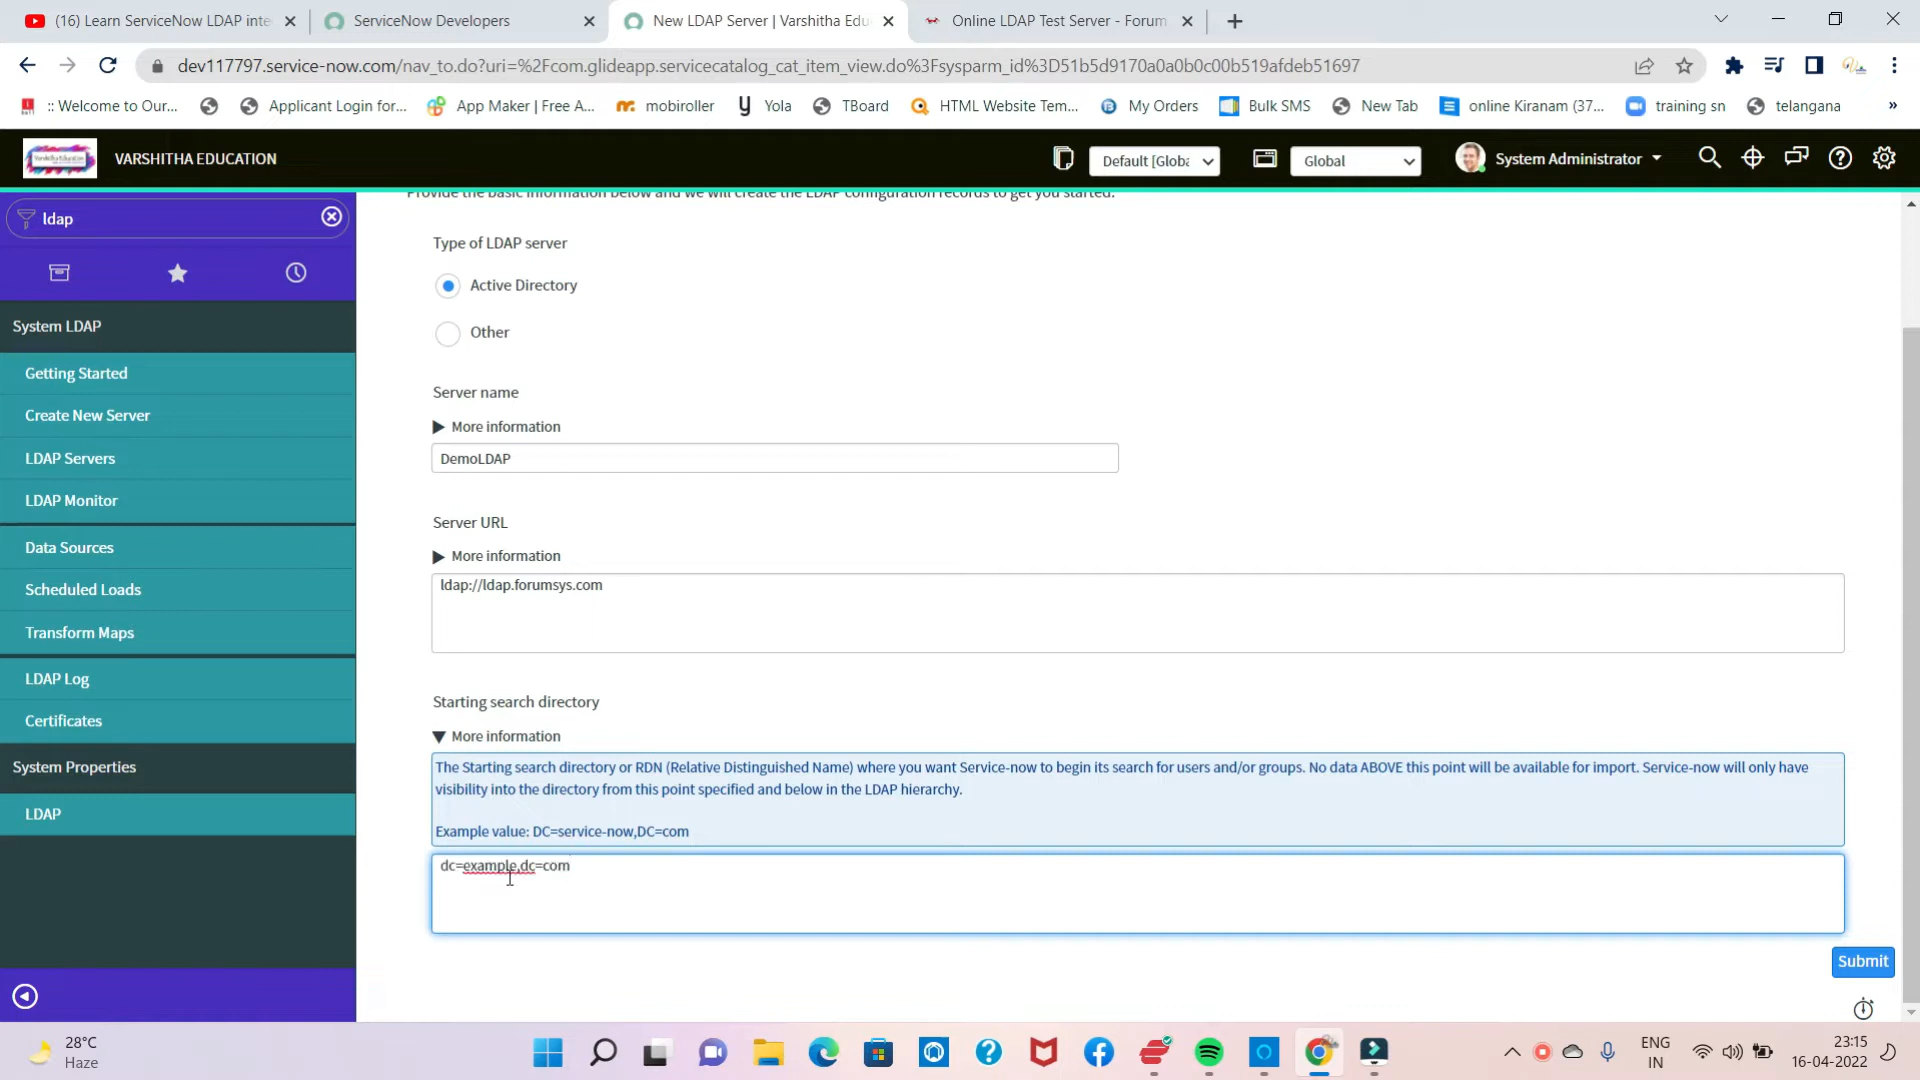 (16) Learn ServiceNow LDAP inte
ServiceNow Developers
New LDAP Server | Varshitha Edu
Online LDAP Test Server - Forum
dev117797.service-now.com/nav_to.do?uri=%2Fcom.glideapp.servicecatalog_cat_item_view.do%3Fsysparm_id%3D51b5d9170a0a0b0c00b519afdeb51697
:: Welcome to Our...
Applicant Login for...
App Maker | Free A...
mobiroller
Yola
TBoard
HTML Website Tem...
My Orders
Bulk SMS
New Tab
online Kiranam (37...
training sn
telangana
»
Varshitha Education
VARSHITHA EDUCATION
Default [Globa
Global
System Administrator
Provide the basic information below and we will create the LDAP configuration records to get you started.
ldap
System LDAP
Getting Started
Create New Server
LDAP Servers
LDAP Monitor
Data Sources
Scheduled Loads
Transform Maps
LDAP Log
Certificates
System Properties
LDAP
Type of LDAP server
Active Directory
Other
Server name
More information
DemoLDAP
Server URL
More information
ldap://ldap.forumsys.com
Starting search directory
More information
The Starting search directory or RDN (Relative Distinguished Name) where you want Service-now to begin its search for users and/or groups. No data ABOVE this point will be available for import. Service-now will only have
visibility into the directory from this point specified and below in the LDAP hierarchy.
Example value: DC=service-now,DC=com
dc=example,dc=com
Submit
28°C
Haze
ENG
IN
23:15
16-04-2022